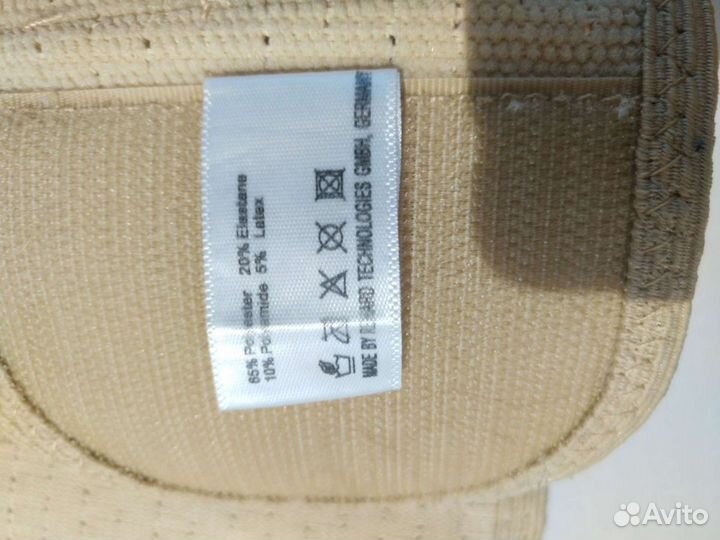 65% Polyester 20% Elastane
10% Polyamide 5% Latex
MADE BY TECHNOLOGIES GMBH, GERMANY
Avito